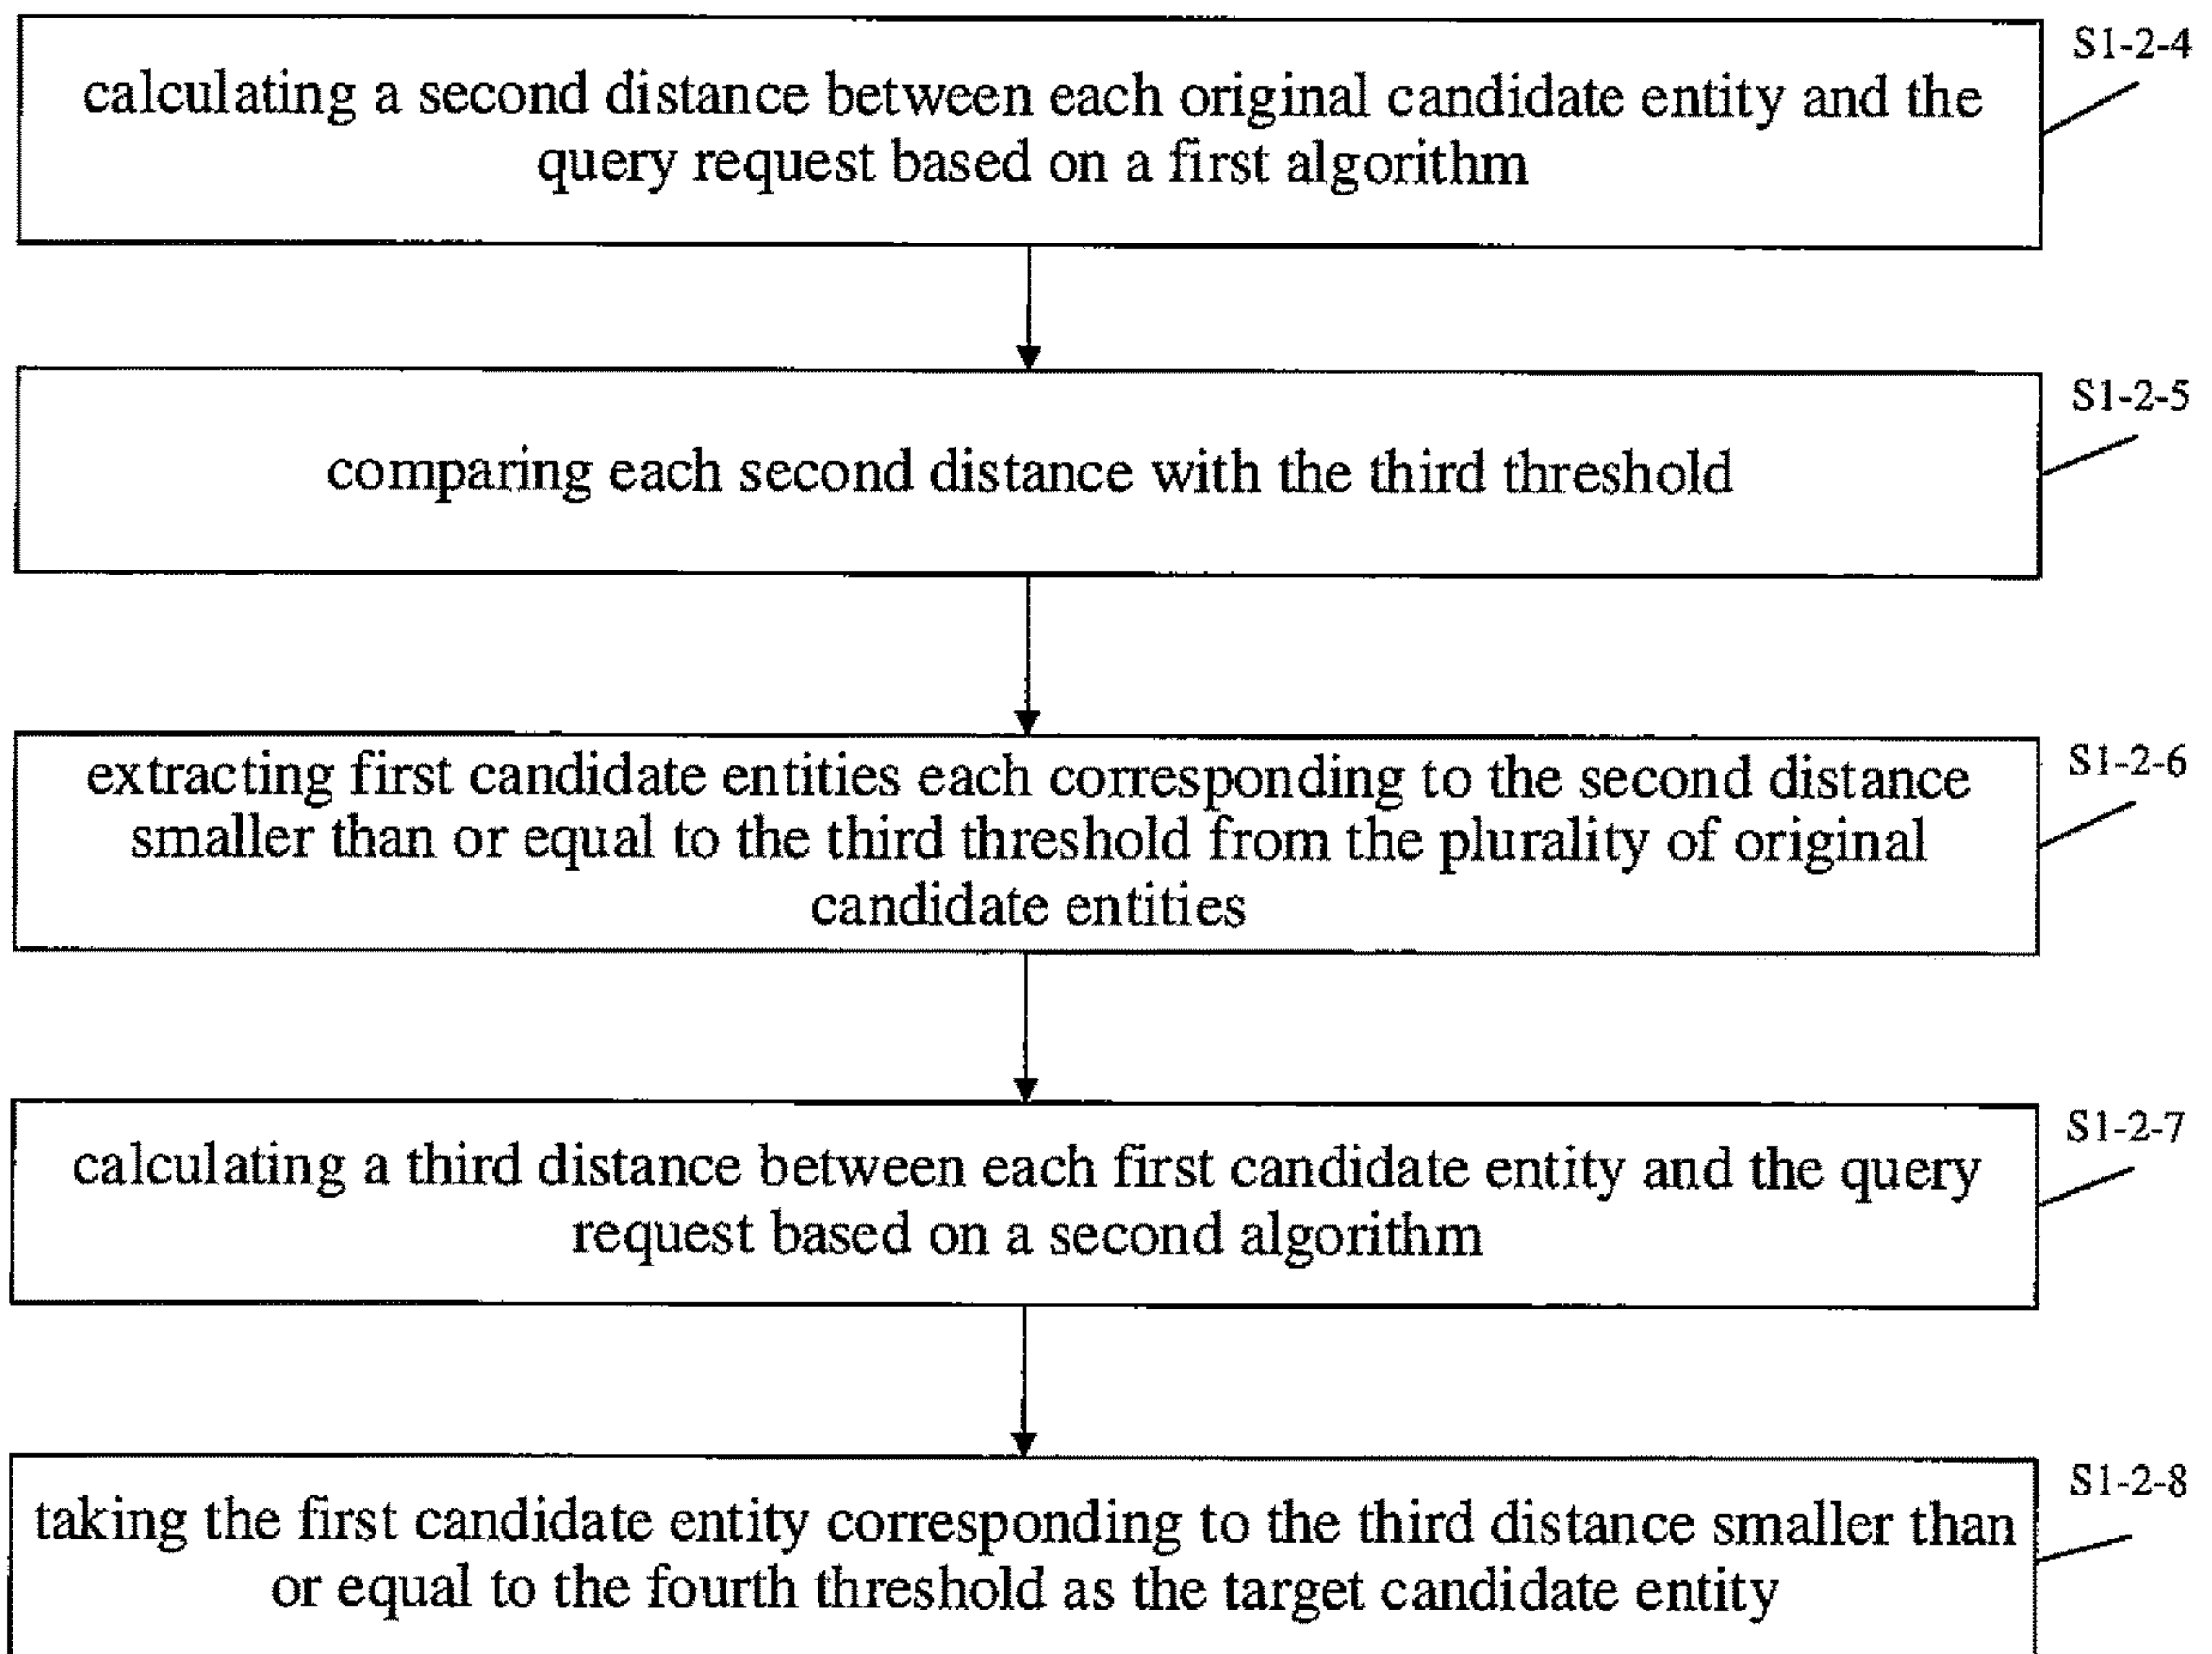 S1-2-4
calculating a second distance between each original candidate entity and the
query request based on a first algorithm
S1-2-5
comparing each second distance with the third threshold
S1-2-6
extracting first candidate entities each corresponding to the second distance
smaller than or equal to the third threshold from the plurality of original
candidate entities
S1-2-7
calculating a third distance between each first candidate entity and the query
request based on a second algorithm
S1-2-8
taking the first candidate entity corresponding to the third distance smaller than
or equal to the fourth threshold as the target candidate entity